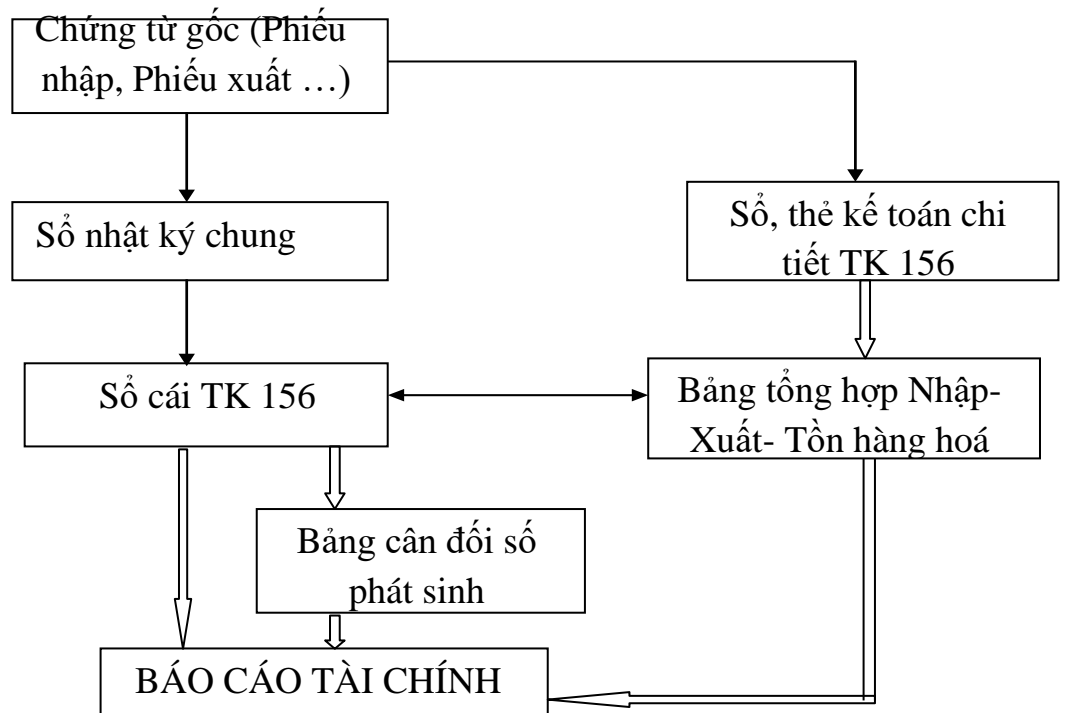 Chứng từ gốc (Phiếu
nhập, Phiếu xuất …)
Sổ nhật ký chung
Sổ, thẻ kế toán chi
tiết TK 156
Sổ cái TK 156
Bảng tổng hợp Nhập-
Xuất- Tồn hàng hoá
Bảng cân đối số
phát sinh
BÁO CÁO TÀI CHÍNH